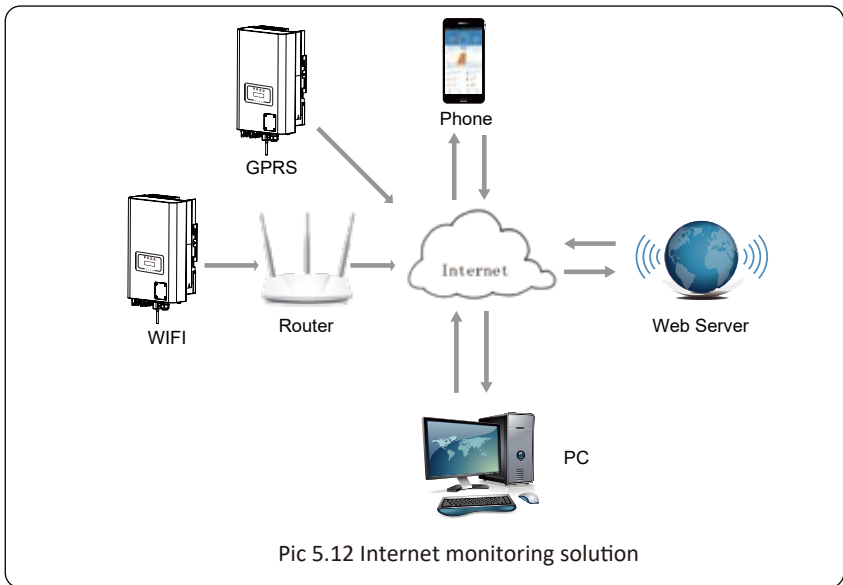 Phone
GPRS
Internet
WIFI
Router
Web Server
PC
Pic 5.12 Internet monitoring solution